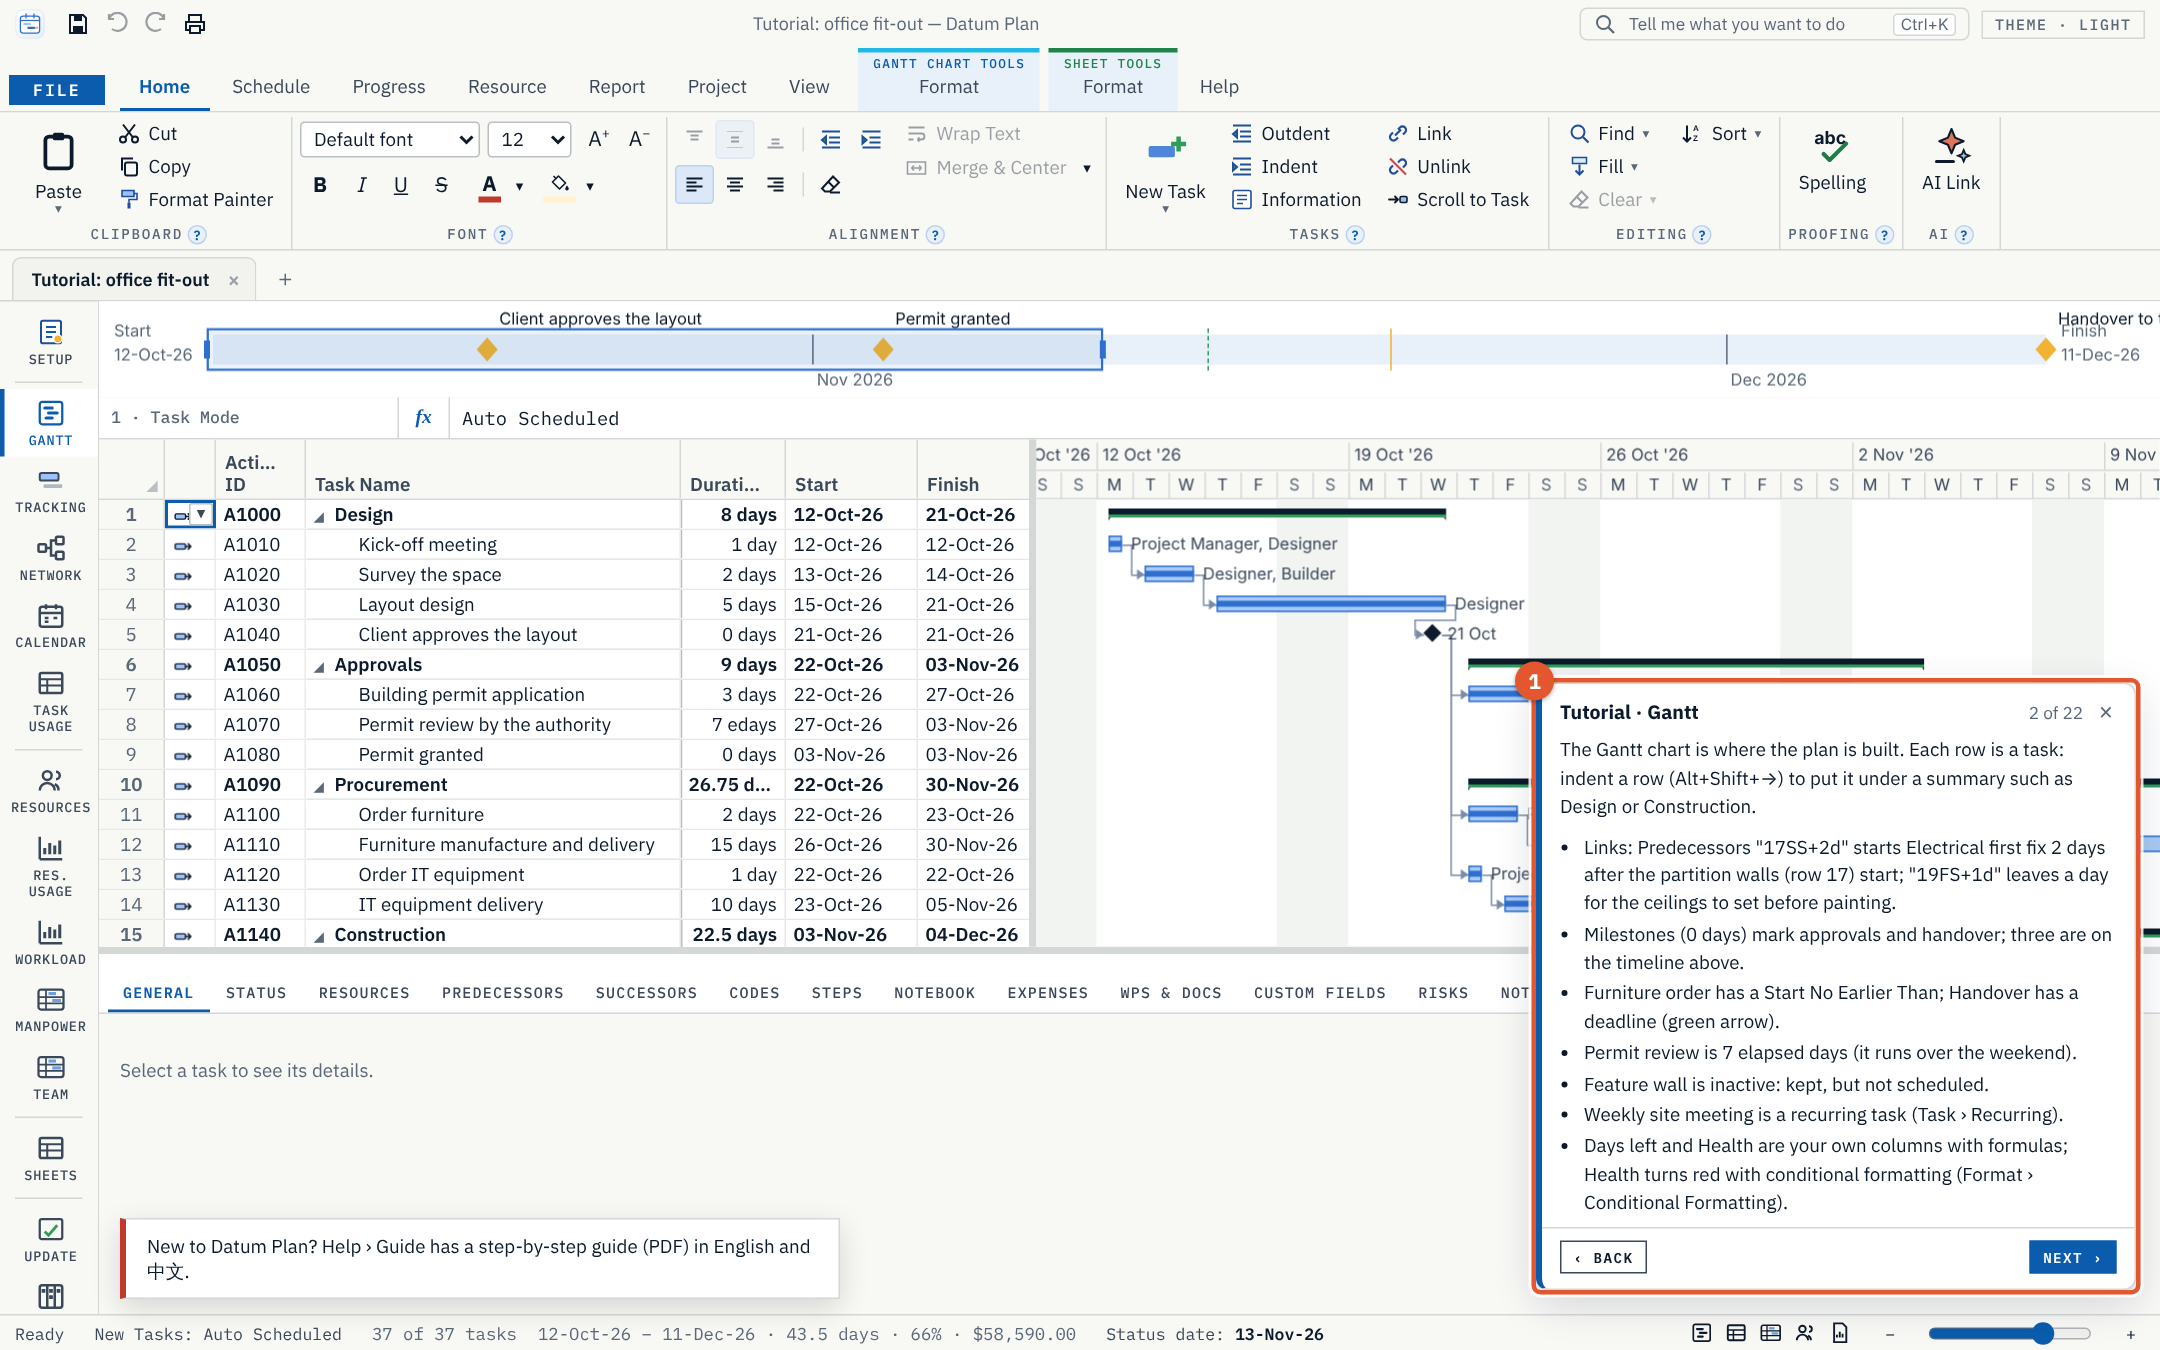 Tutorial: office fit-out — Datum Plan
Tell me what you want to do
Ctrl+K
THEME · LIGHT
GANTT CHART TOOLS
SHEET TOOLS
FILE
Home
Schedule
Progress
Resource
Report
Project
View
Format
Format
Help
Paste
Cut
Copy
Format Painter
CLIPBOARD ?
Default font
12
A+ A−
B I U S A
FONT ?
Wrap Text
Merge & Center
ALIGNMENT ?
New Task
Outdent
Indent
Information
Link
Unlink
Scroll to Task
TASKS ?
Find
Sort
Fill
Clear
EDITING ?
abc
Spelling
PROOFING ?
AI Link
AI ?
Tutorial: office fit-out × +
Start
12-Oct-26
Client approves the layout
Permit granted
Nov 2026
Dec 2026
Handover to t
Finish
11-Dec-26
1 · Task Mode
fx
Auto Scheduled
SETUP
GANTT
TRACKING
NETWORK
CALENDAR
TASK
USAGE
RESOURCES
RES.
USAGE
WORKLOAD
MANPOWER
TEAM
SHEETS
UPDATE
Acti... ID
Task Name
Durati...
Start
Finish
1 A1000 Design 8 days 12-Oct-26 21-Oct-26
2 A1010 Kick-off meeting 1 day 12-Oct-26 12-Oct-26
3 A1020 Survey the space 2 days 13-Oct-26 14-Oct-26
4 A1030 Layout design 5 days 15-Oct-26 21-Oct-26
5 A1040 Client approves the layout 0 days 21-Oct-26 21-Oct-26
6 A1050 Approvals 9 days 22-Oct-26 03-Nov-26
7 A1060 Building permit application 3 days 22-Oct-26 27-Oct-26
8 A1070 Permit review by the authority 7 edays 27-Oct-26 03-Nov-26
9 A1080 Permit granted 0 days 03-Nov-26 03-Nov-26
10 A1090 Procurement 26.75 d... 22-Oct-26 30-Nov-26
11 A1100 Order furniture 2 days 22-Oct-26 23-Oct-26
12 A1110 Furniture manufacture and delivery 15 days 26-Oct-26 30-Nov-26
13 A1120 Order IT equipment 1 day 22-Oct-26 22-Oct-26
14 A1130 IT equipment delivery 10 days 23-Oct-26 05-Nov-26
15 A1140 Construction 22.5 days 03-Nov-26 04-Dec-26
Oct '26 12 Oct '26 19 Oct '26 26 Oct '26 2 Nov '26 9 Nov
S S M T W T F S S M T W T F S S M T W T F S S M T W T F S S M T
Project Manager, Designer
Designer, Builder
Designer
21 Oct
Proje
1
Tutorial · Gantt
2 of 22 ×
The Gantt chart is where the plan is built. Each row is a task:
indent a row (Alt+Shift+→) to put it under a summary such as
Design or Construction.
• Links: Predecessors "17SS+2d" starts Electrical first fix 2 days
after the partition walls (row 17) start; "19FS+1d" leaves a day
for the ceilings to set before painting.
• Milestones (0 days) mark approvals and handover; three are on
the timeline above.
• Furniture order has a Start No Earlier Than; Handover has a
deadline (green arrow).
• Permit review is 7 elapsed days (it runs over the weekend).
• Feature wall is inactive: kept, but not scheduled.
• Weekly site meeting is a recurring task (Task › Recurring).
• Days left and Health are your own columns with formulas;
Health turns red with conditional formatting (Format ›
Conditional Formatting).
‹ BACK
NEXT ›
GENERAL STATUS RESOURCES PREDECESSORS SUCCESSORS CODES STEPS NOTEBOOK EXPENSES WPS & DOCS CUSTOM FIELDS RISKS NOT
Select a task to see its details.
New to Datum Plan? Help › Guide has a step-by-step guide (PDF) in English and
中文.
Ready
New Tasks: Auto Scheduled
37 of 37 tasks
12-Oct-26 – 11-Dec-26 · 43.5 days · 66% · $58,590.00
Status date: 13-Nov-26
− +